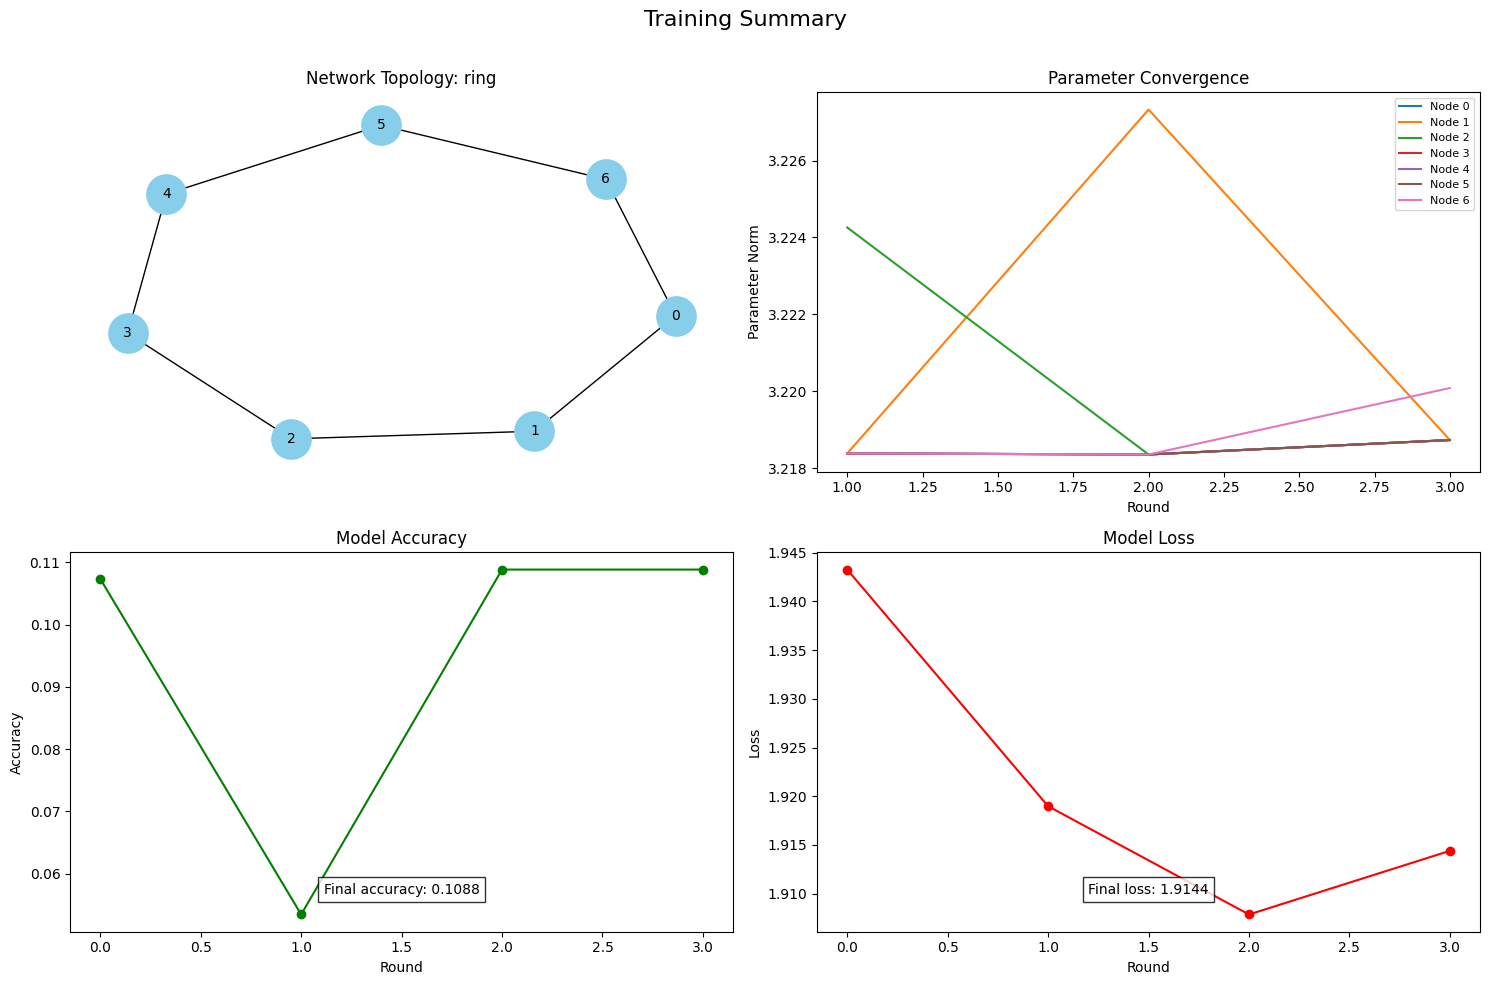 Training Summary
Network Topology: ring
5
6
4
0
3
1
2
Parameter Convergence
Node 0
Node 1
Node 2
Node 3
Node 4
Node 5
Node 6
Parameter Norm
3.226
3.224
3.222
3.220
3.218
1.00 1.25 1.50 1.75 2.00 2.25 2.50 2.75 3.00
Round
Model Accuracy
Accuracy
0.11
0.10
0.09
0.08
0.07
0.06
Final accuracy: 0.1088
0.0 0.5 1.0 1.5 2.0 2.5 3.0
Round
Model Loss
Loss
1.945
1.940
1.935
1.930
1.925
1.920
1.915
1.910
Final loss: 1.9144
0.0 0.5 1.0 1.5 2.0 2.5 3.0
Round